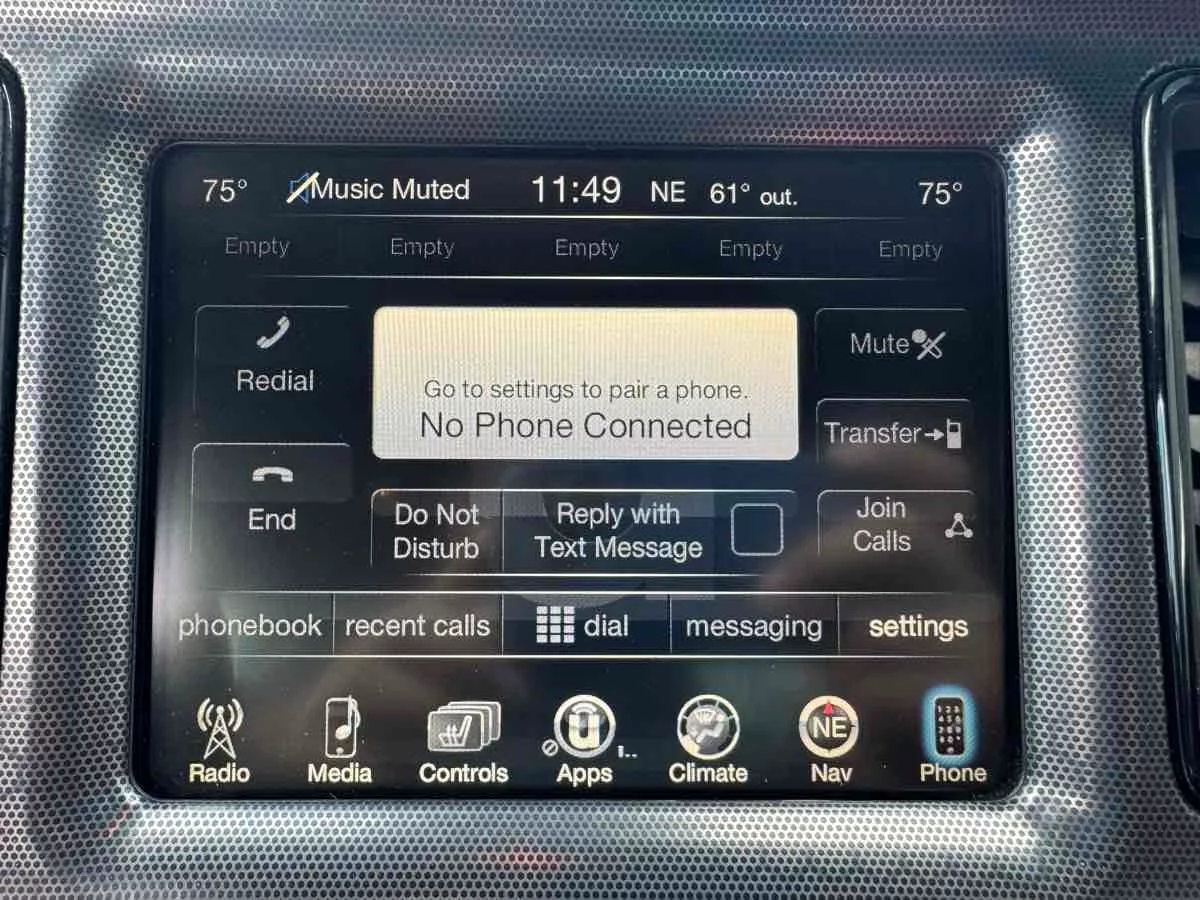 75° Music Muted 11:49 NE 61° out. 75°
Empty Empty Empty Empty Empty
Redial
Go to settings to pair a phone.
No Phone Connected
Mute
Transfer
End
Do Not
Disturb
Reply with
Text Message
Join
Calls
phonebook recent calls dial messaging settings
u NE
Radio Media Controls Apps Climate Nav Phone